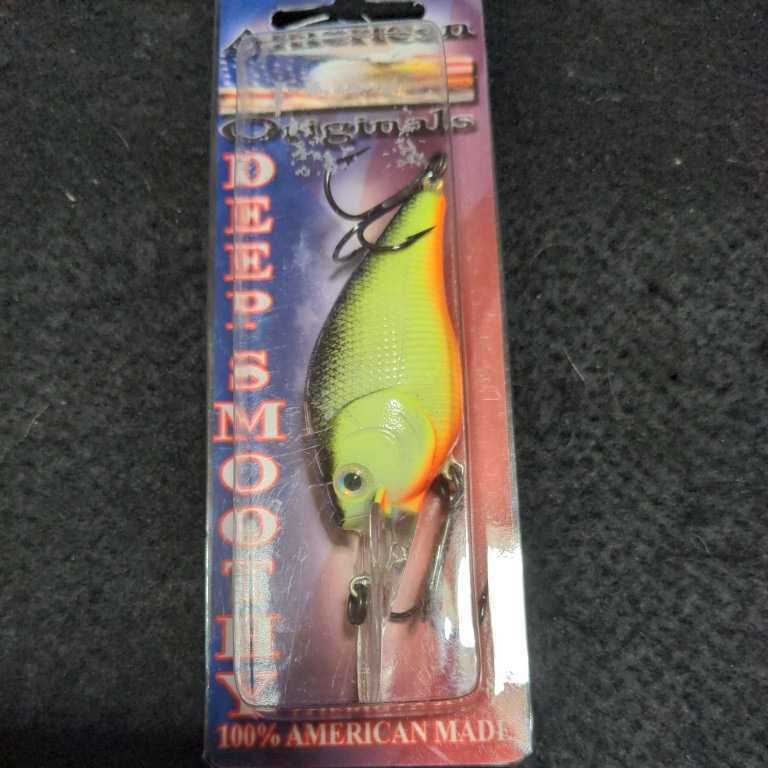 American
Originals
DEEP SMOOTHY
100% AMERICAN MADE